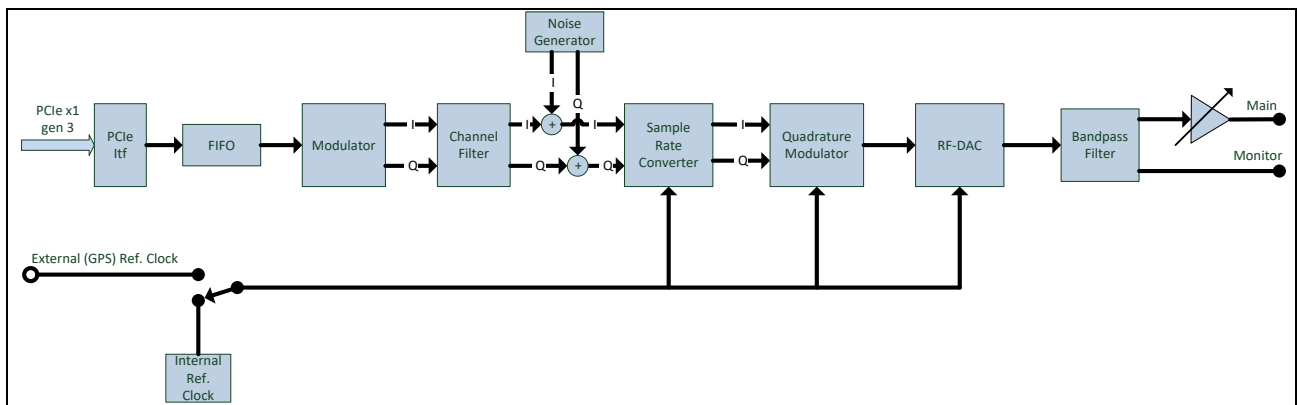 Noise
Generator
I
Q
PCIe x1
gen 3
PCIe
Itf
FIFO
Modulator
I
Q
Channel
Filter
I
Q
+
+
I
Q
Sample
Rate
Converter
I
Q
Quadrature
Modulator
RF-DAC
Bandpass
Filter
Main
Monitor
External (GPS) Ref. Clock
Internal
Ref.
Clock